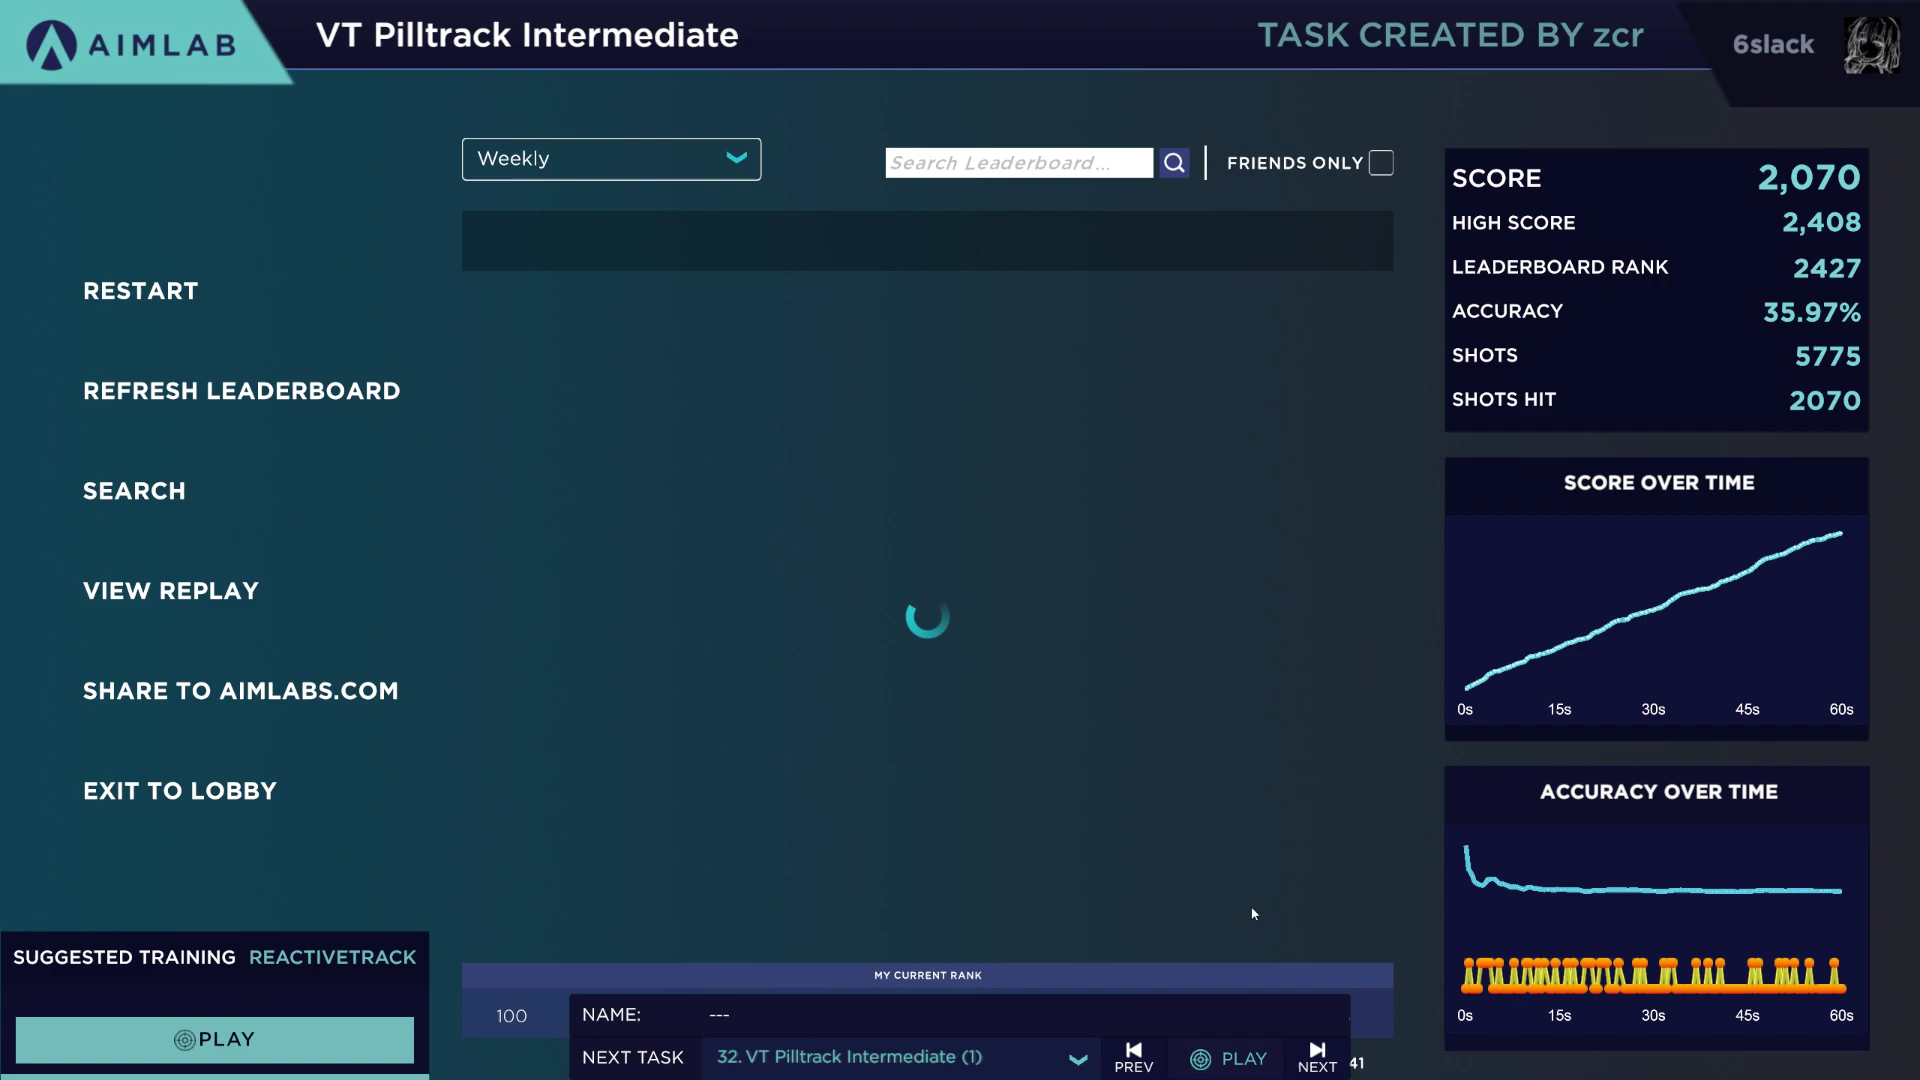 AIMLAB
VT Pilltrack Intermediate
TASK CREATED BY zcr
6slack
Weekly
Search Leaderboard...
FRIENDS ONLY
RESTART
REFRESH LEADERBOARD
SEARCH
VIEW REPLAY
SHARE TO AIMLABS.COM
EXIT TO LOBBY
SCORE 2,070
HIGH SCORE 2,408
LEADERBOARD RANK 2427
ACCURACY 35.97%
SHOTS 5775
SHOTS HIT 2070
SCORE OVER TIME
0s 15s 30s 45s 60s
ACCURACY OVER TIME
0s 15s 30s 45s 60s
SUGGESTED TRAINING REACTIVETRACK
PLAY
MY CURRENT RANK
100
NAME: ---
NEXT TASK 32. VT Pilltrack Intermediate (1)
PREV
PLAY
NEXT
41